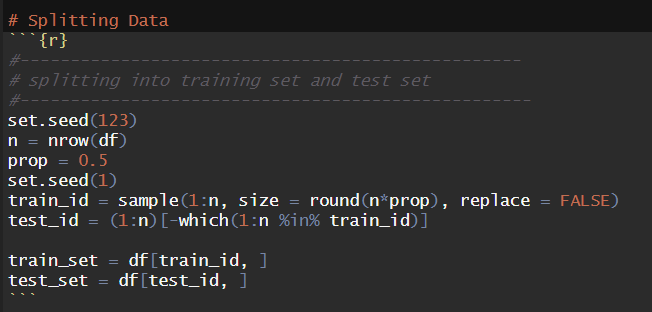 # Splitting Data
```{r}
#--------------------------------------------------
# splitting into training set and test set
#---------------------------------------------------
set.seed(123)
n = nrow(df)
prop = 0.5
set.seed(1)
train_id = sample(1:n, size = round(n*prop), replace = FALSE)
test_id = (1:n)[-which(1:n %in% train_id)]
train_set = df[train_id, ]
test_set = df[test_id, ]
```